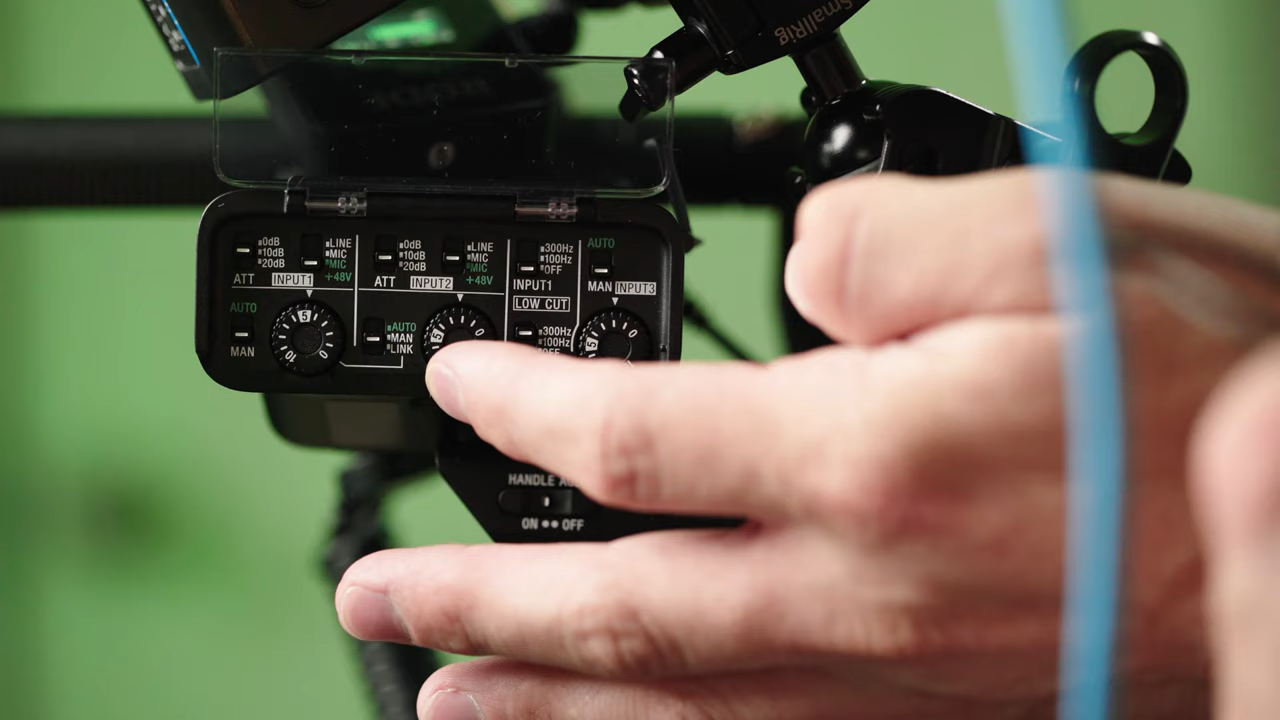 SmallRig
0dB
10dB
20dB
LINE
MIC
MIC
+48V
ATT
INPUT1
0dB
10dB
20dB
LINE
MIC
MIC
+48V
ATT
INPUT2
300Hz
100Hz
OFF
INPUT1
LOW CUT
AUTO
MAN
INPUT3
AUTO
MAN
5
10
AUTO
MAN
LINK
5
0
300Hz
100Hz
OFF
5
0
HANDLE
ON OFF